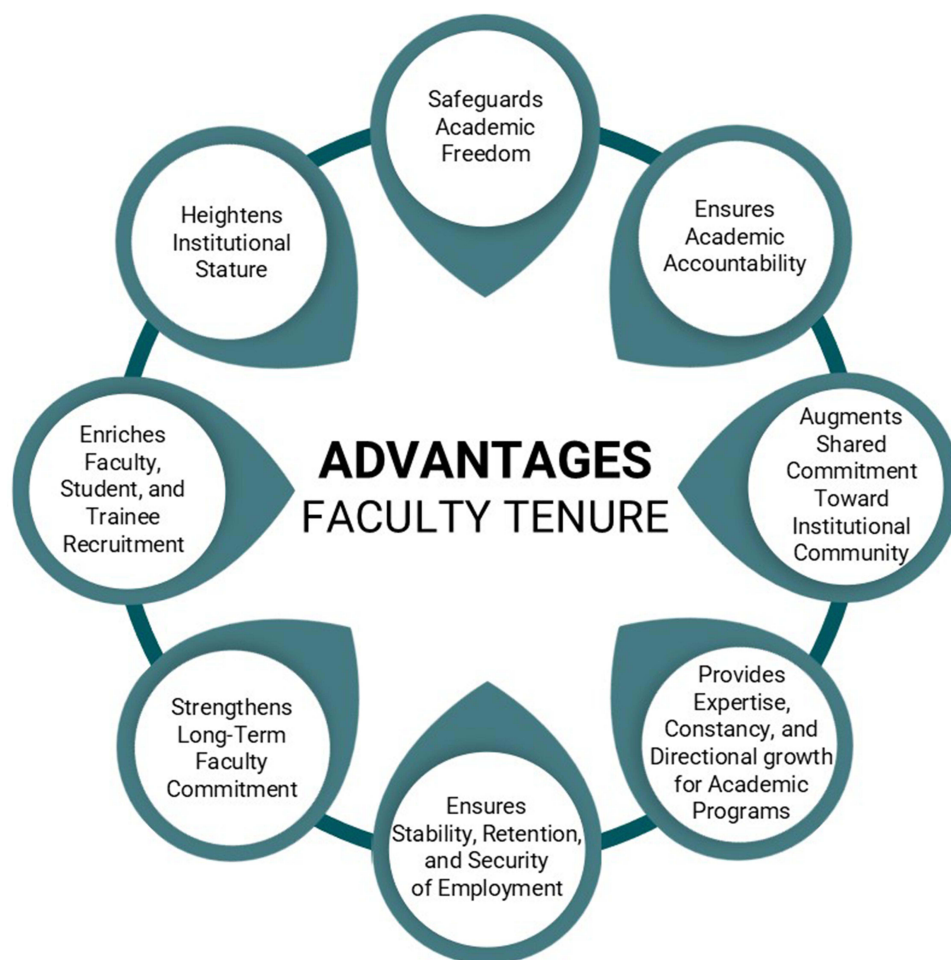 Safeguards
Academic
Freedom
Ensures
Academic
Accountability
Augments
Shared
Commitment
Toward
Institutional
Community
Provides
Expertise,
Constancy, and
Directional growth
for Academic
Programs
Ensures
Stability, Retention,
and Security
of Employment
Strengthens
Long-Term
Faculty
Commitment
Enriches
Faculty,
Student, and
Trainee
Recruitment
Heightens
Institutional
Stature
ADVANTAGES
FACULTY TENURE